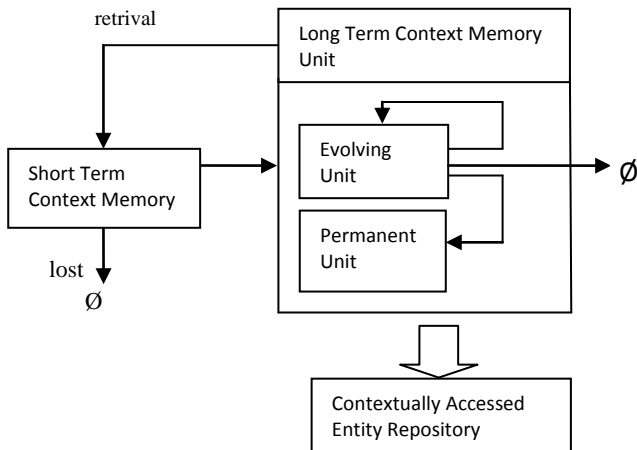 retrival
Long Term Context Memory
Unit
Evolving
Unit
Ø
Short Term
Context Memory
Permanent
Unit
lost
Ø
Contextually Accessed
Entity Repository